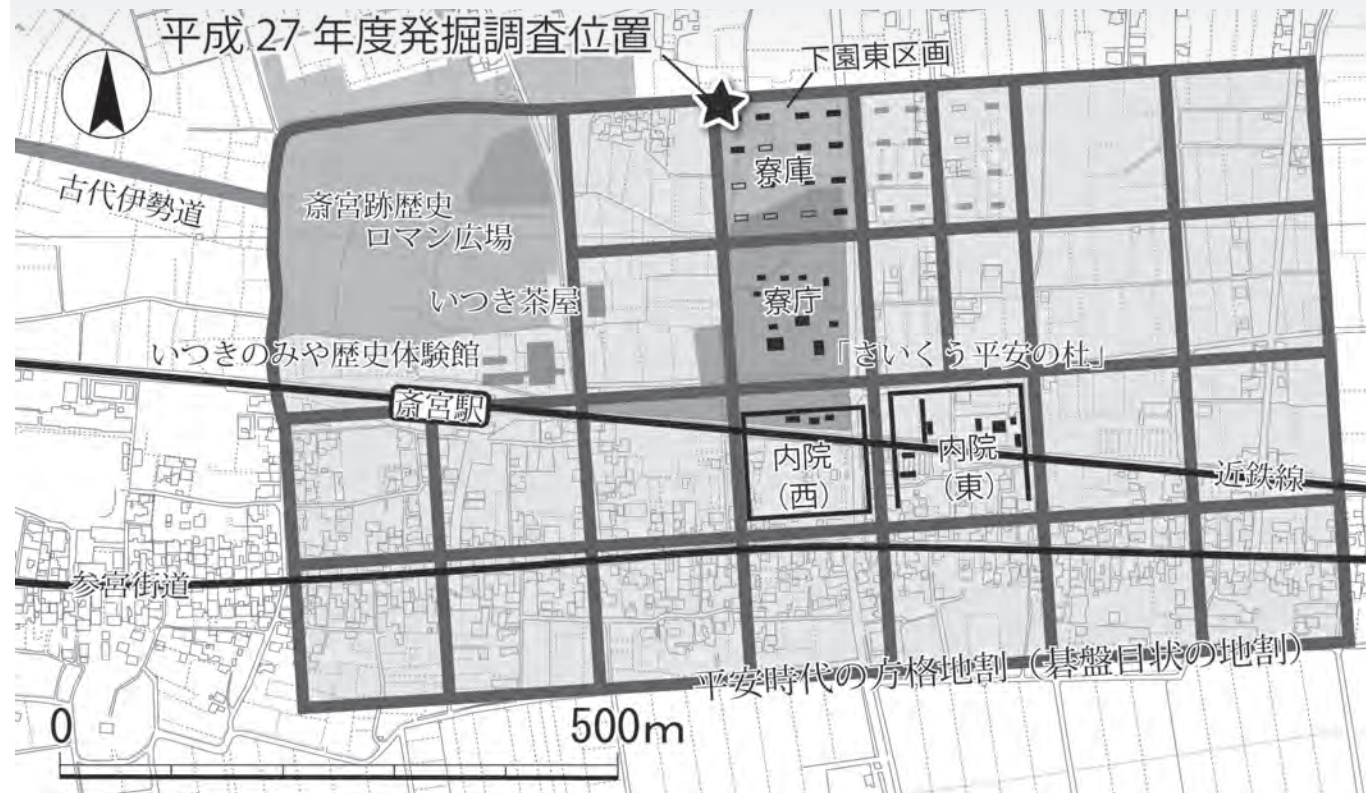 平成27年度発掘調査位置
下園東区画
古代伊勢道
斎宮跡歴史
ロマン広場
寮庫
いつき茶屋
寮庁
いつきのみや歴史体験館
「さいくう平安の杜」
斎宮駅
内院
(西)
内院
(東)
近鉄線
参宮街道
平安時代の方格地割(碁盤目状の地割)
0
500m